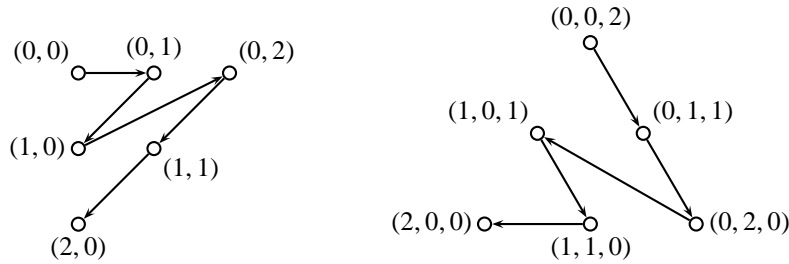 (0, 0)
(0, 1)
(0, 2)
(1, 0)
(1, 1)
(2, 0)
(0, 0, 2)
(1, 0, 1)
(0, 1, 1)
(2, 0, 0)
(1, 1, 0)
(0, 2, 0)